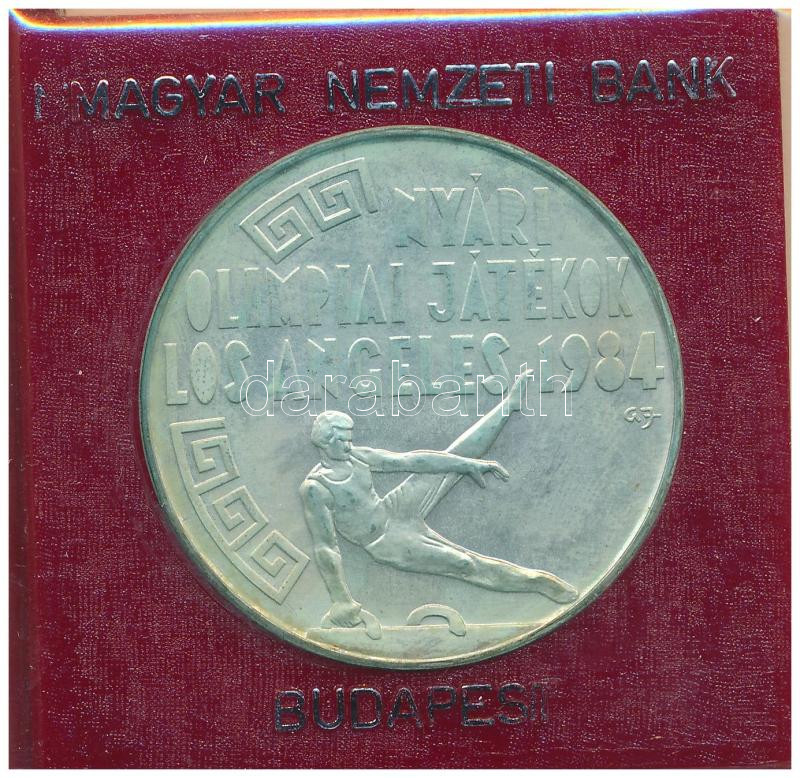 MAGYAR NEMZETI BANK
NYÁRI
OLIMPIAI JÁTÉKOK
LOS ANGELES, 1984
darabanth
BUDAPEST